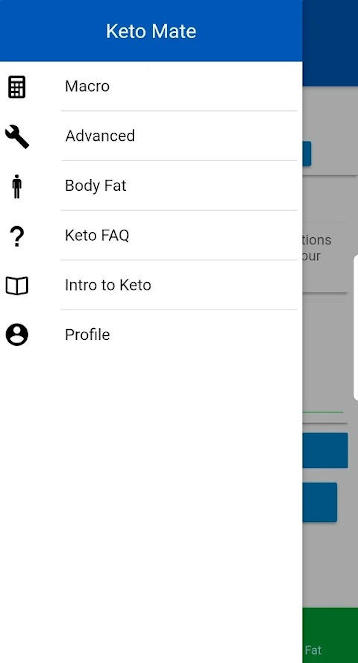 Keto Mate
Macro
Advanced
Body Fat
Keto FAQ
tions
our
Intro to Keto
Profile
Fat